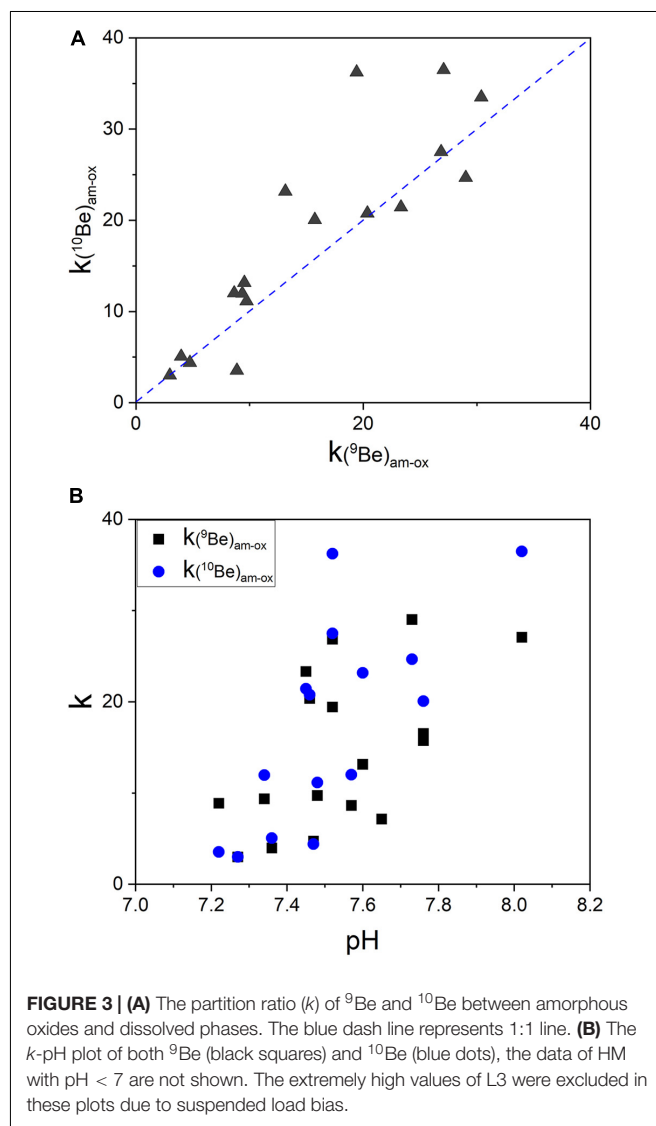 A
40
30
20
10
0
k(¹⁰Be)am-ox
0
20
40
k(⁹Be)am-ox
B
40
20
0
k
k(⁹Be)am-ox
k(¹⁰Be)am-ox
7.0 7.2 7.4 7.6 7.8 8.0 8.2
pH
FIGURE 3 | (A) The partition ratio (k) of ⁹Be and ¹⁰Be between amorphous
oxides and dissolved phases. The blue dash line represents 1:1 line. (B) The
k-pH plot of both ⁹Be (black squares) and ¹⁰Be (blue dots), the data of HM
with pH < 7 are not shown. The extremely high values of L3 were excluded in
these plots due to suspended load bias.